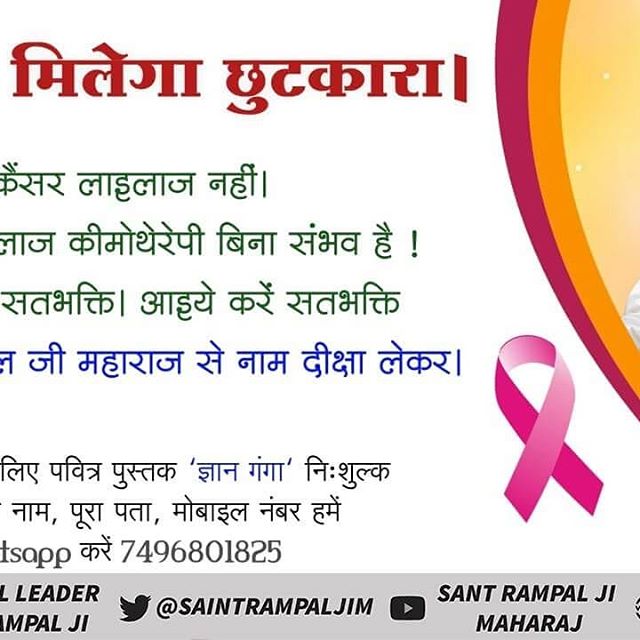 मिलेगा छुटकारा।
कैंसर लाइलाज नहीं।
लाज कीमोथेरेपी बिना संभव है !
सतभक्ति। आइये करें सतभक्ति
ल जी महाराज से नाम दीक्षा लेकर।
लिए पवित्र पुस्तक 'ज्ञान गंगा' निःशुल्क
नाम, पूरा पता, मोबाइल नंबर हमें
tsapp करें 7496801825
L LEADER
AMPAL JI
@SAINTRAMPALJIM
SANT RAMPAL JI
MAHARAJ